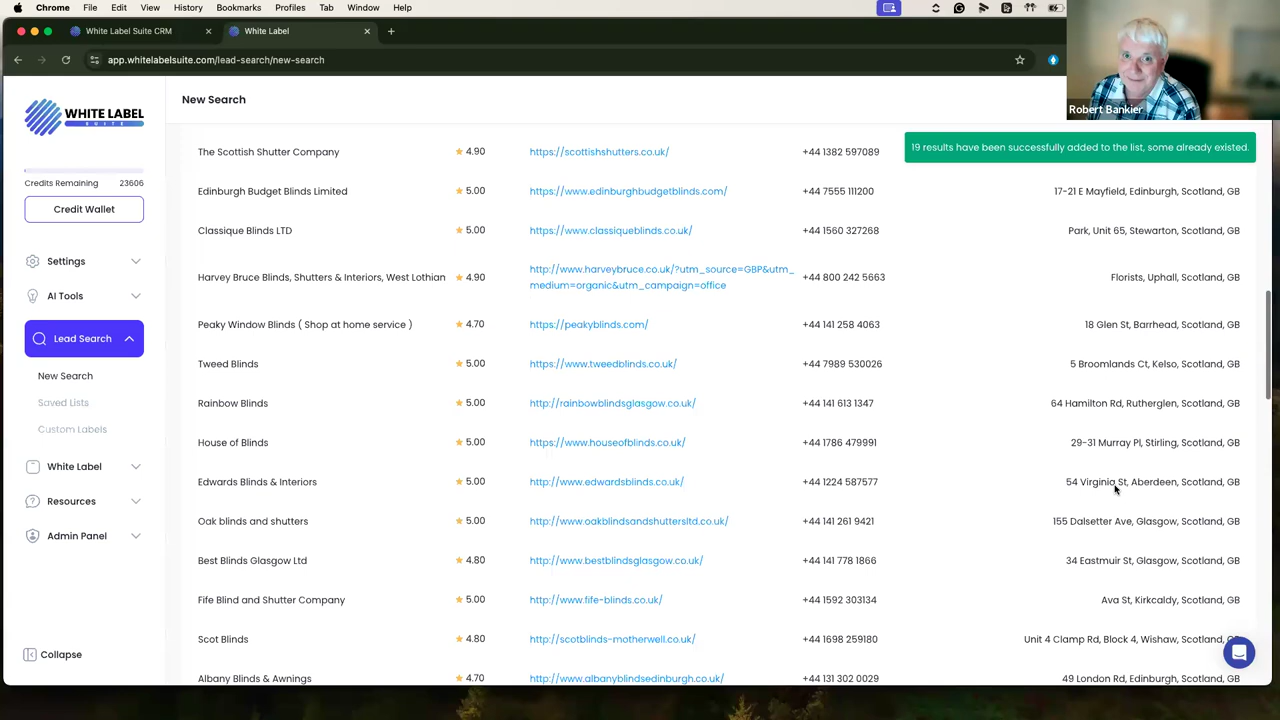 Chrome File Edit View History Bookmarks Profiles Tab Window Help
White Label Suite CRM
White Label
app.whitelabelsuite.com/lead-search/new-search
Robert Bankier
WHITE LABEL
SUITE
Credits Remaining 23606
Credit Wallet
Settings
AI Tools
Lead Search
New Search
Saved Lists
Custom Labels
White Label
Resources
Admin Panel
Collapse
New Search
19 results have been successfully added to the list, some already existed.
The Scottish Shutter Company 4.90 https://scottishshutters.co.uk/ +44 1382 597089
Edinburgh Budget Blinds Limited 5.00 https://www.edinburghbudgetblinds.com/ +44 7555 111200 17-21 E Mayfield, Edinburgh, Scotland, GB
Classique Blinds LTD 5.00 https://www.classiqueblinds.co.uk/ +44 1560 327268 Park, Unit 65, Stewarton, Scotland, GB
Harvey Bruce Blinds, Shutters & Interiors, West Lothian 4.90 http://www.harveybruce.co.uk/?utm_source=GBP&utm_ +44 800 242 5663 Florists, Uphall, Scotland, GB
medium=organic&utm_campaign=office
Peaky Window Blinds ( Shop at home service ) 4.70 https://peakyblinds.com/ +44 141 258 4063 18 Glen St, Barrhead, Scotland, GB
Tweed Blinds 5.00 https://www.tweedblinds.co.uk/ +44 7989 530026 5 Broomlands Ct, Kelso, Scotland, GB
Rainbow Blinds 5.00 http://rainbowblindsglasgow.co.uk/ +44 141 613 1347 64 Hamilton Rd, Rutherglen, Scotland, GB
House of Blinds 5.00 https://www.houseofblinds.co.uk/ +44 1786 479991 29-31 Murray Pl, Stirling, Scotland, GB
Edwards Blinds & Interiors 5.00 http://www.edwardsblinds.co.uk/ +44 1224 587577 54 Virginia St, Aberdeen, Scotland, GB
Oak blinds and shutters 5.00 http://www.oakblindsandshuttersltd.co.uk/ +44 141 261 9421 155 Dalsetter Ave, Glasgow, Scotland, GB
Best Blinds Glasgow Ltd 4.80 http://www.bestblindsglasgow.co.uk/ +44 141 778 1866 34 Eastmuir St, Glasgow, Scotland, GB
Fife Blind and Shutter Company 5.00 http://www.fife-blinds.co.uk/ +44 1592 303134 Ava St, Kirkcaldy, Scotland, GB
Scot Blinds 4.80 http://scotblinds-motherwell.co.uk/ +44 1698 259180 Unit 4 Clamp Rd, Block 4, Wishaw, Scotland, GB
Albany Blinds & Awnings 4.70 http://www.albanyblindsedinburgh.co.uk/ +44 131 302 0029 49 London Rd, Edinburgh, Scotland, GB